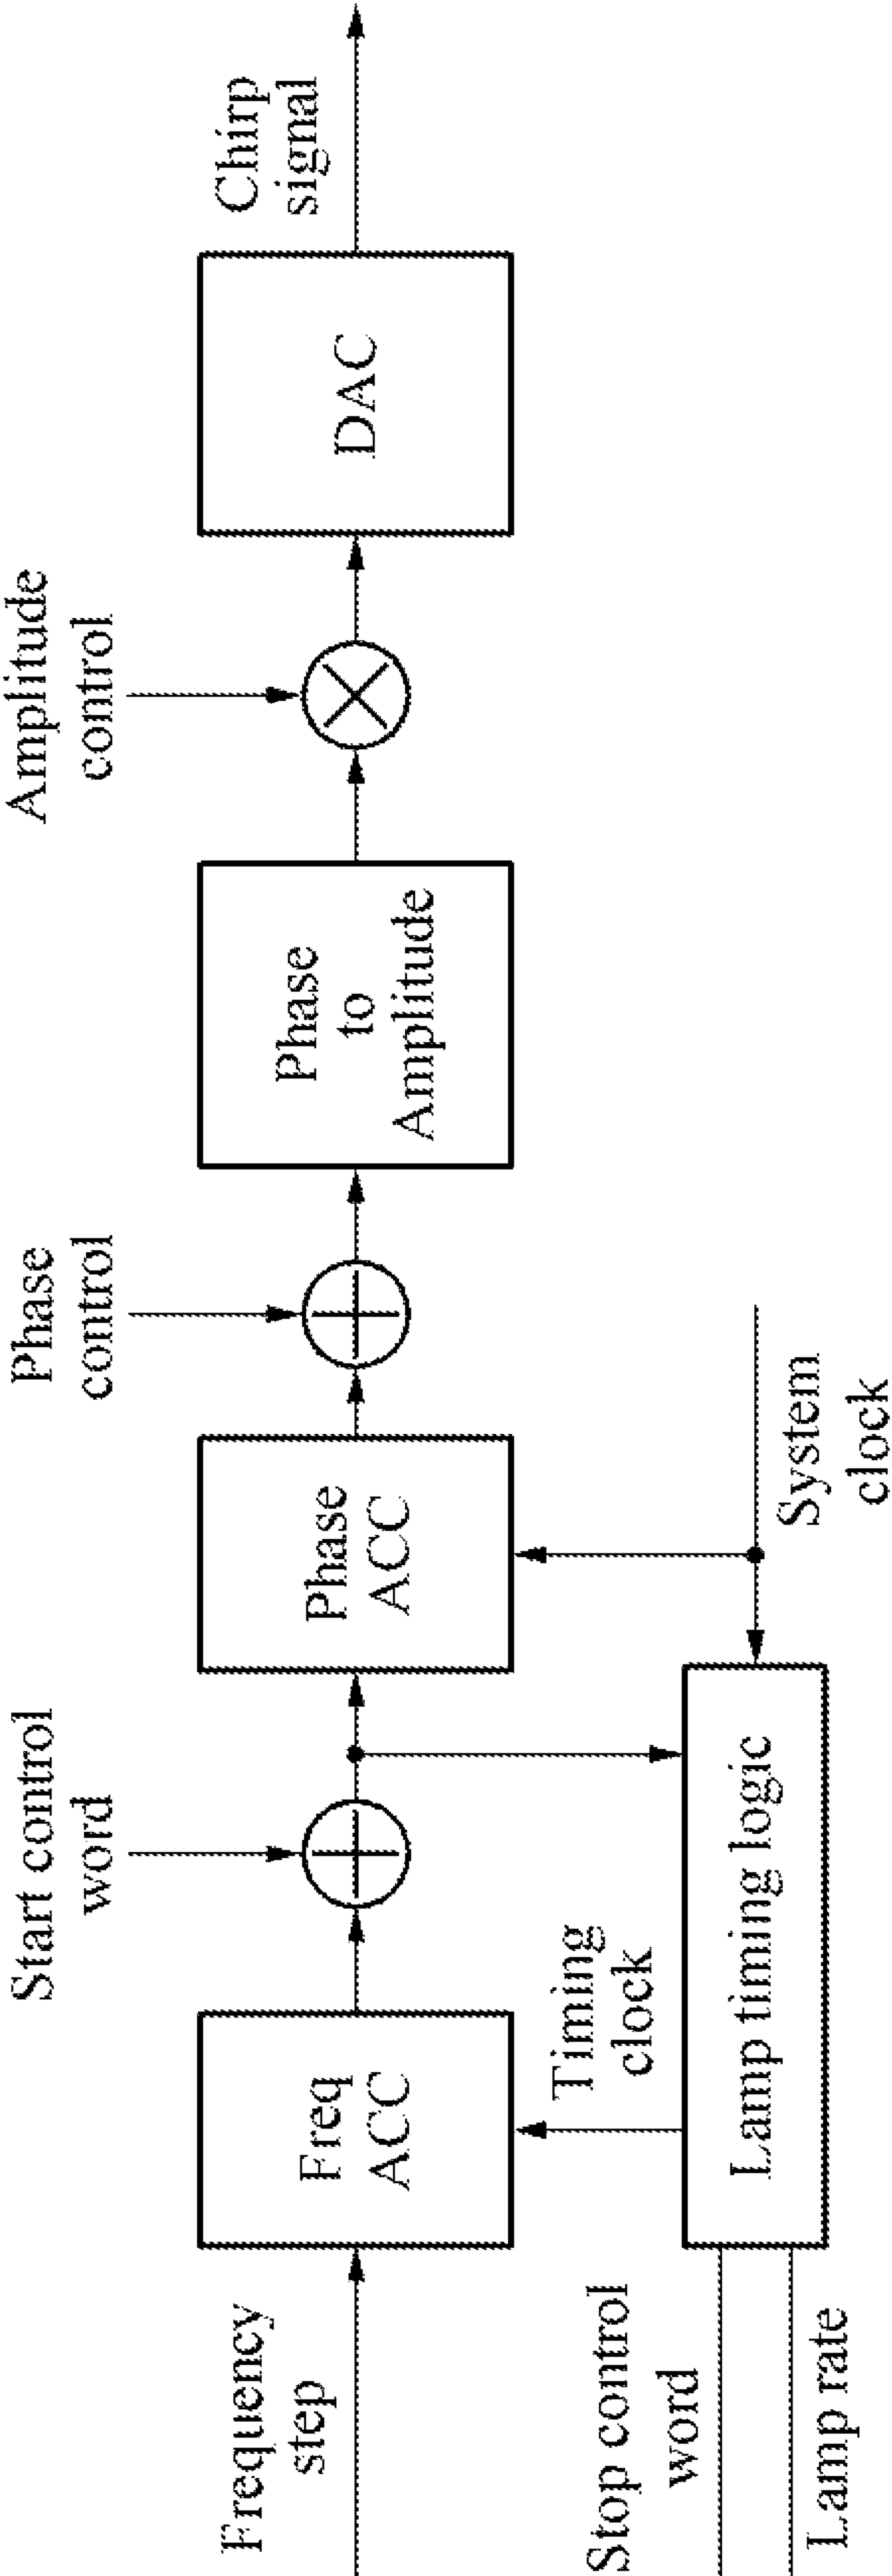 Start control
word
Phase
control
Amplitude
control
Frequency
step
Freq
ACC
Phase
ACC
Phase
to
Amplitude
DAC
Chirp
signal
Timing
clock
Stop control
word
Lamp rate
Lamp timing logic
System
clock